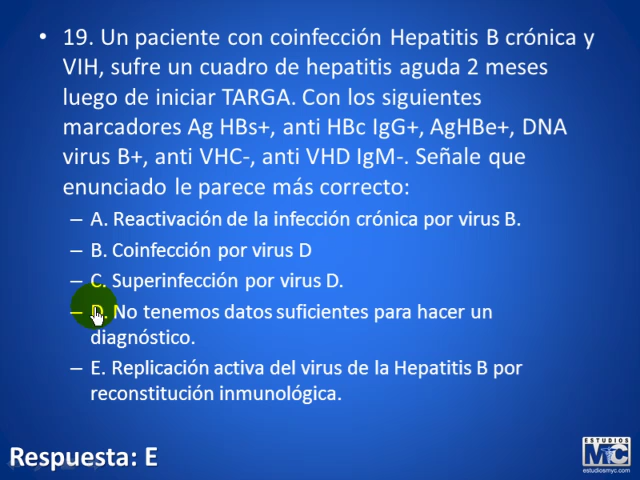 • 19. Un paciente con coinfección Hepatitis B crónica y
VIH, sufre un cuadro de hepatitis aguda 2 meses
luego de iniciar TARGA. Con los siguientes
marcadores Ag HBs+, anti HBc IgG+, AgHBe+, DNA
virus B+, anti VHC-, anti VHD IgM-. Señale que
enunciado le parece más correcto:
– A. Reactivación de la infección crónica por virus B.
– B. Coinfección por virus D
– C. Superinfección por virus D.
– D. No tenemos datos suficientes para hacer un
diagnóstico.
– E. Replicación activa del virus de la Hepatitis B por
reconstitución inmunológica.
Respuesta: E
ESTUDIOS
MyC
estudiosmyc.com